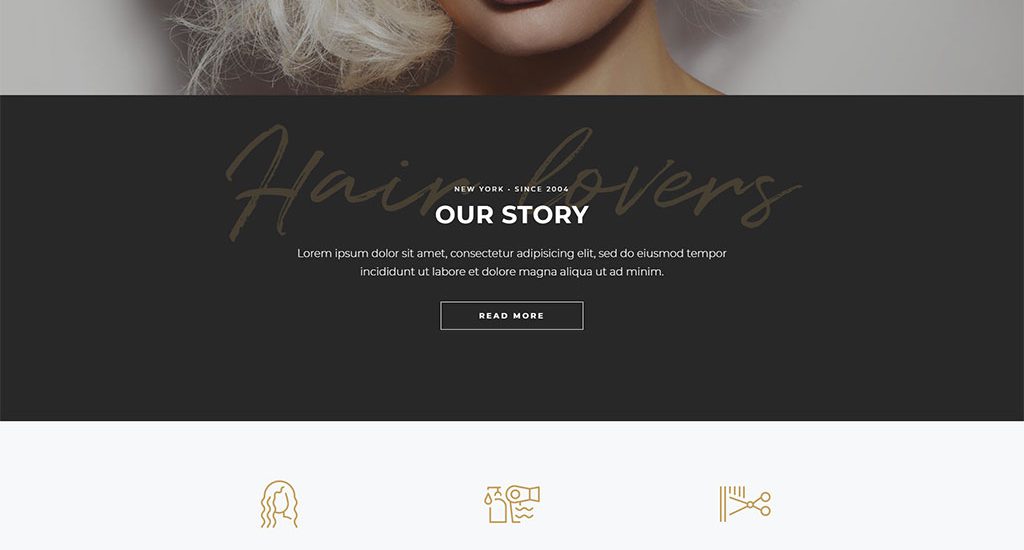 Hair lovers
NEW YORK - SINCE 2004
OUR STORY
Lorem ipsum dolor sit amet, consectetur adipisicing elit, sed do eiusmod tempor
incididunt ut labore et dolore magna aliqua ut ad minim.
READ MORE